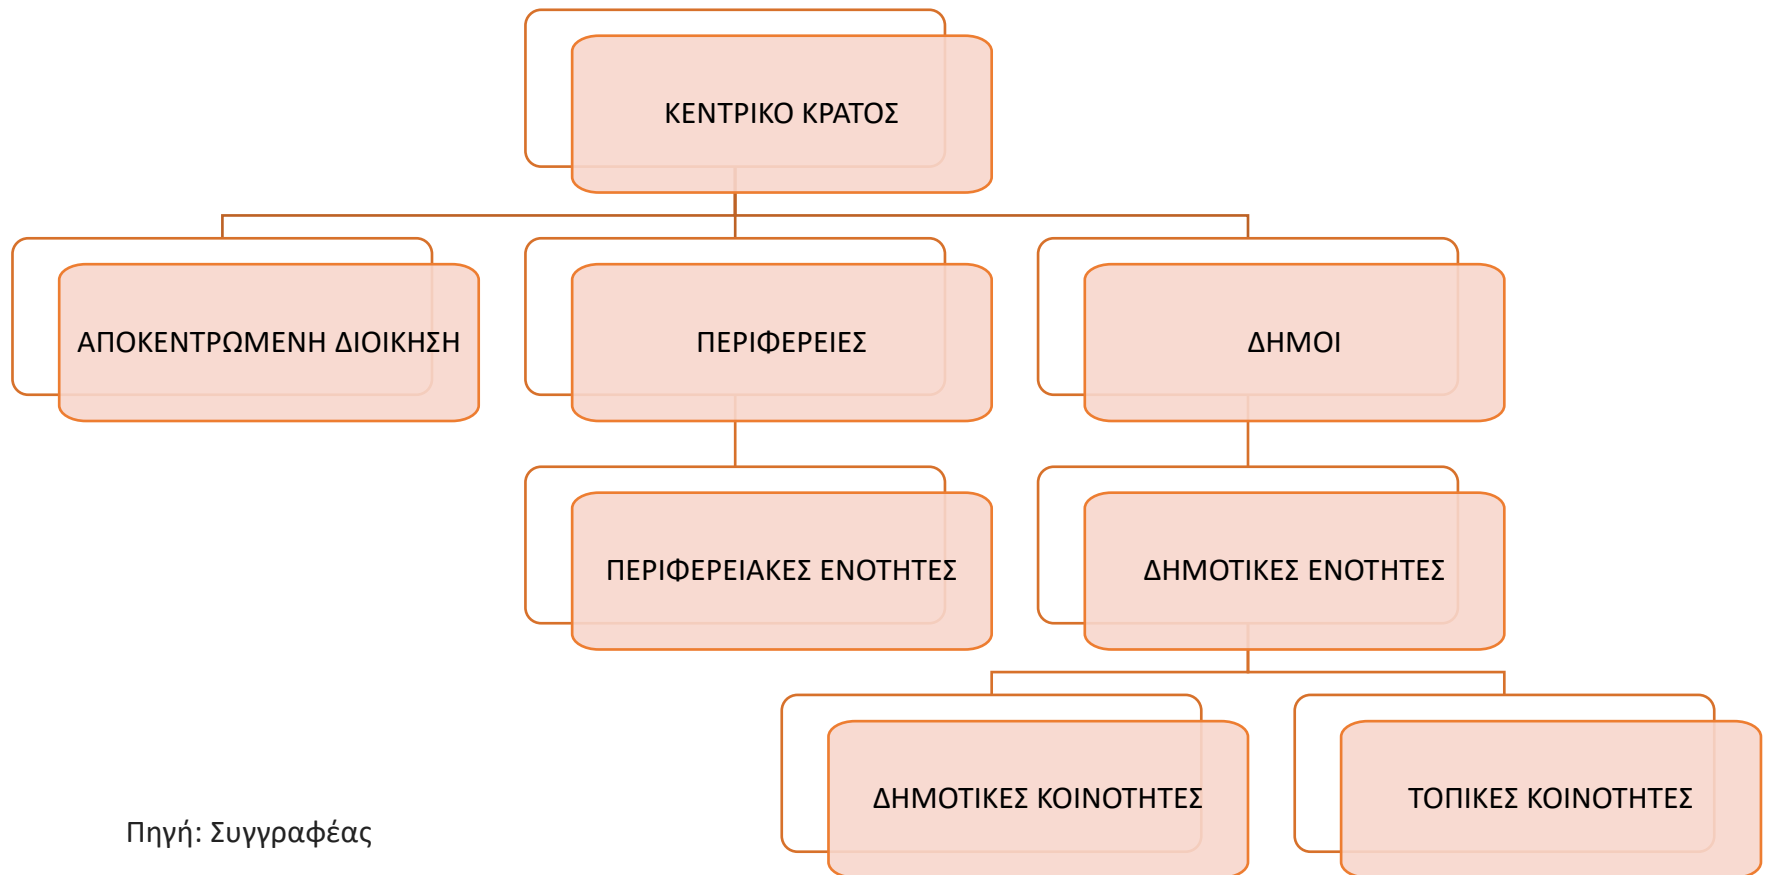 ΚΕΝΤΡΙΚΟ ΚΡΑΤΟΣ
ΑΠΟΚΕΝΤΡΩΜΕΝΗ ΔΙΟΙΚΗΣΗ
ΠΕΡΙΦΕΡΕΙΕΣ
ΔΗΜΟΙ
ΠΕΡΙΦΕΡΕΙΑΚΕΣ ΕΝΟΤΗΤΕΣ
ΔΗΜΟΤΙΚΕΣ ΕΝΟΤΗΤΕΣ
ΔΗΜΟΤΙΚΕΣ ΚΟΙΝΟΤΗΤΕΣ
ΤΟΠΙΚΕΣ ΚΟΙΝΟΤΗΤΕΣ
Πηγή: Συγγραφέας